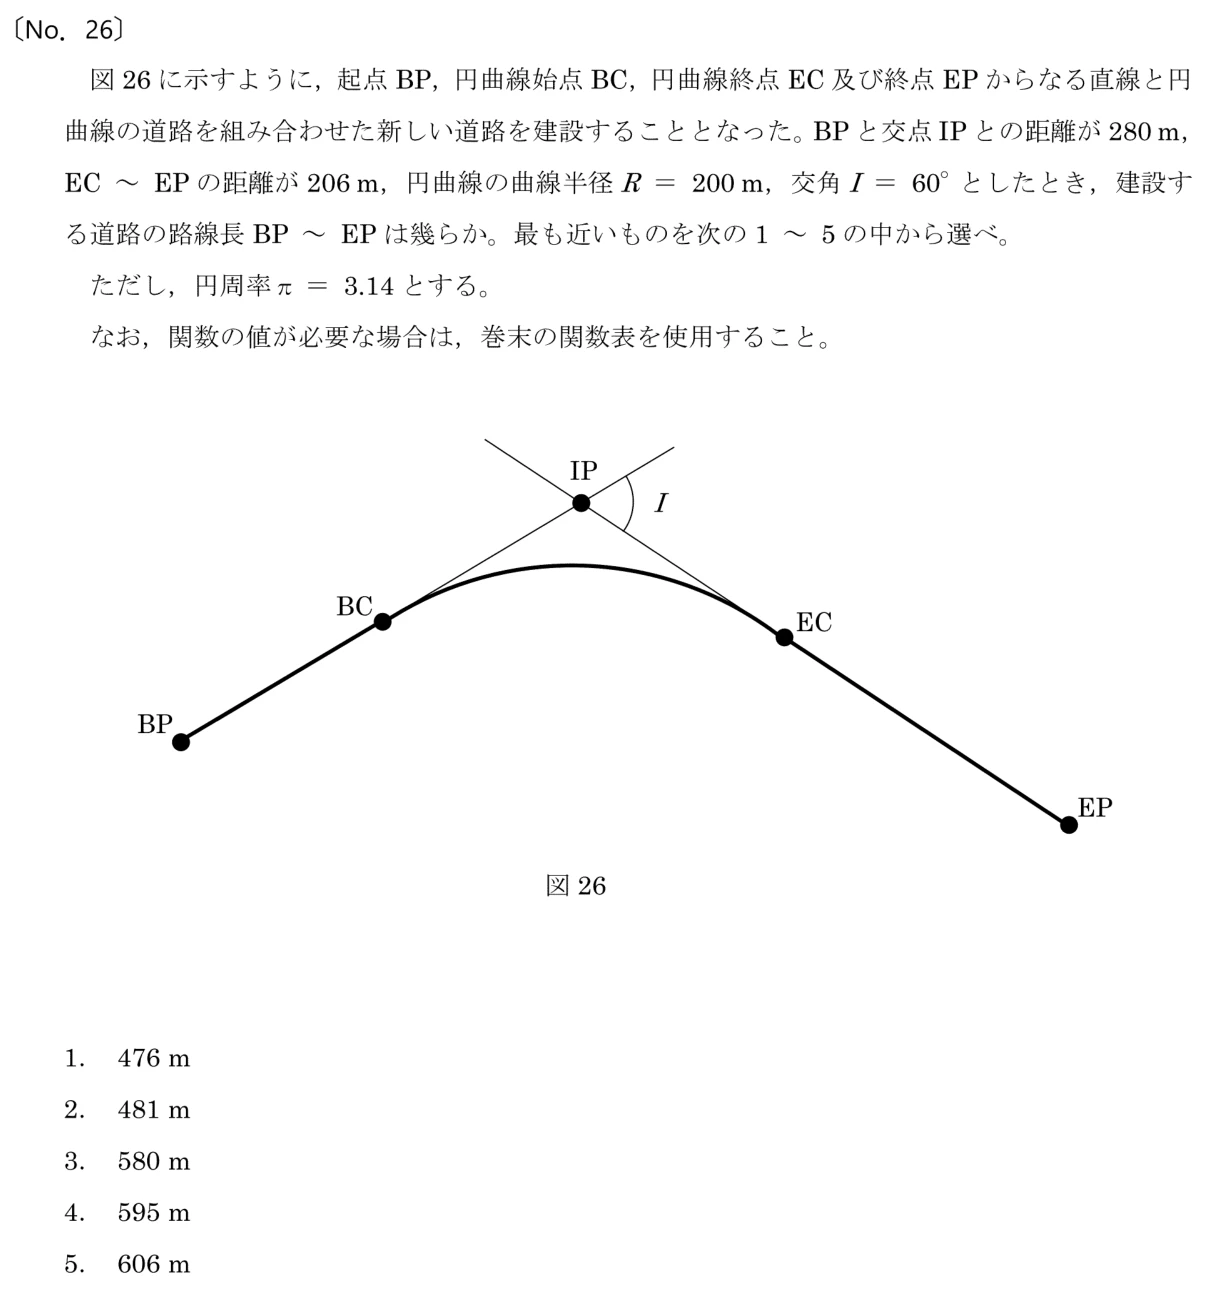 〔No. 26〕
図 26 に示すように，起点 BP，円曲線始点 BC，円曲線終点 EC 及び終点 EP からなる直線と円
曲線の道路を組み合わせた新しい道路を建設することとなった。BP と交点 IP との距離が 280 m，
EC ～ EP の距離が 206 m，円曲線の曲線半径 R ＝ 200 m，交角 I ＝ 60° としたとき，建設す
る道路の路線長 BP ～ EP は幾らか。最も近いものを次の 1 ～ 5 の中から選べ。
ただし，円周率 π ＝ 3.14 とする。
なお，関数の値が必要な場合は，巻末の関数表を使用すること。
IP
I
BC
EC
BP
EP
図 26
1. 476 m
2. 481 m
3. 580 m
4. 595 m
5. 606 m